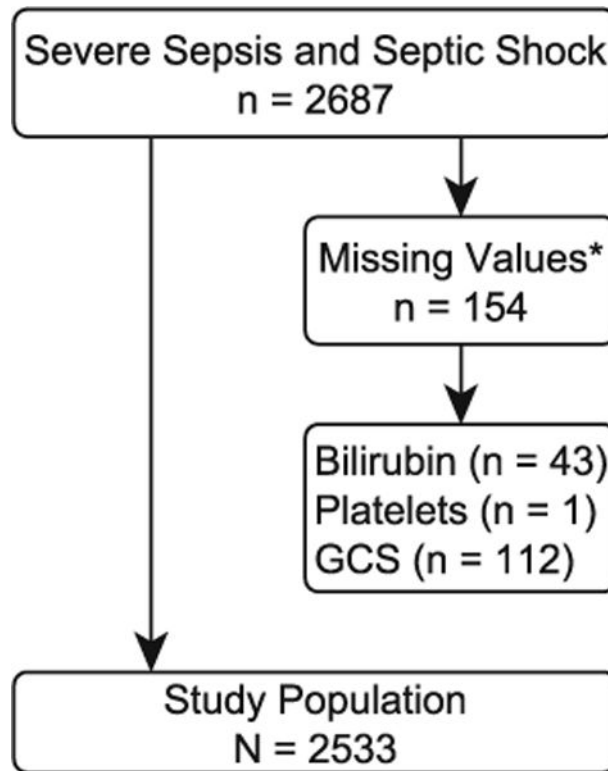 Severe Sepsis and Septic Shock
n = 2687
Missing Values*
n = 154
Bilirubin (n = 43)
Platelets (n = 1)
GCS (n = 112)
Study Population
N = 2533